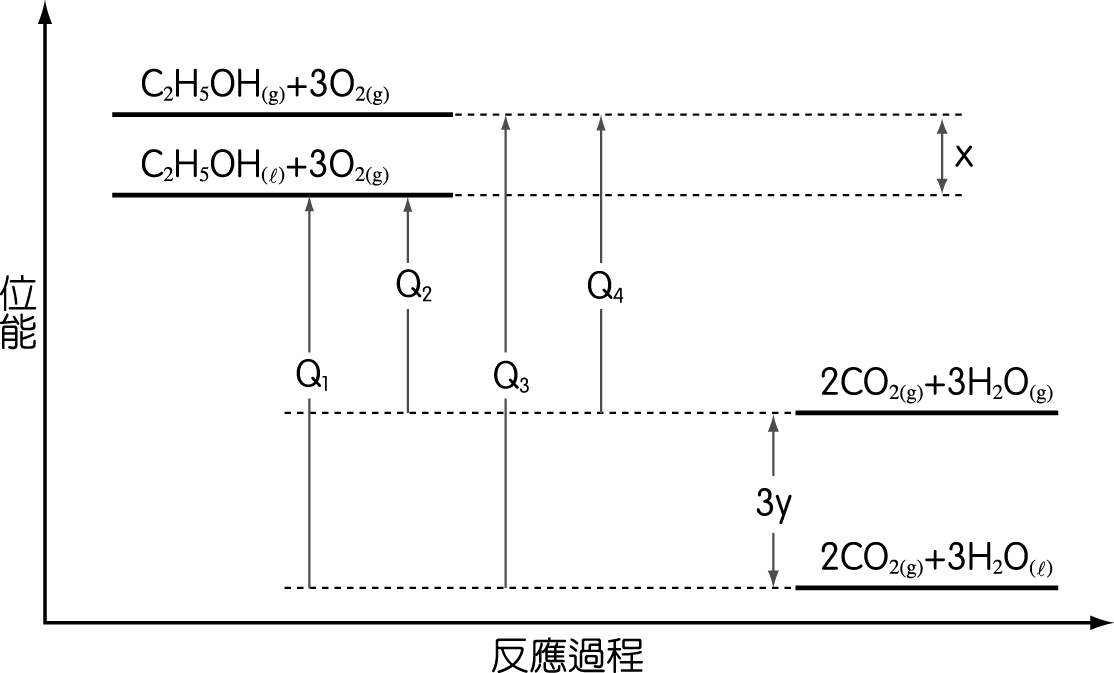 C₂H₅OH₍g₎+3O₂₍g₎
C₂H₅OH₍ℓ₎+3O₂₍g₎
x
位能
Q₂
Q₄
Q₁
Q₃
2CO₂₍g₎+3H₂O₍g₎
3y
2CO₂₍g₎+3H₂O₍ℓ₎
反應過程